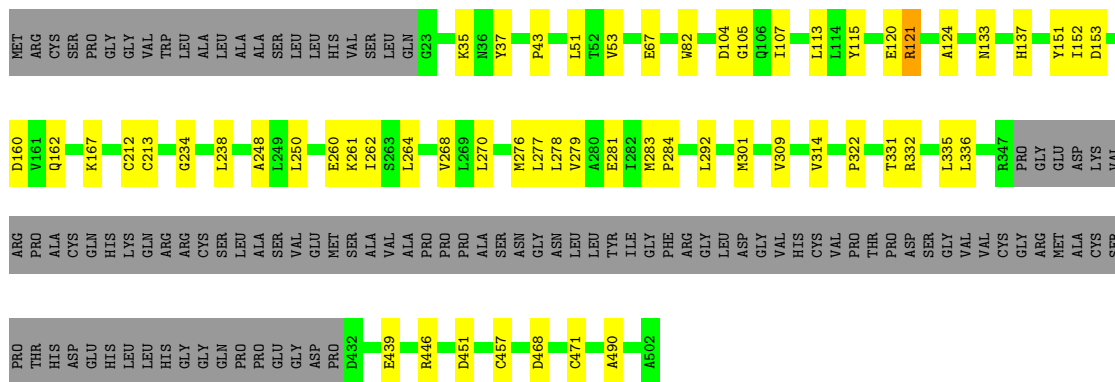 MET ARG CYS SER PRO GLY GLY VAL TRP LEU ALA LEU ALA ALA SER LEU LEU HIS VAL SER LEU GLN G23 K35 N36 Y37 P43 L51 T52 V53 E67 W82 D104 G105 Q106 I107 L113 L114 Y115 E120 R121 A124 N133 H137 Y151 I152 D153
D160 V161 Q162 K167 C212 C213 G234 L238 A248 L249 L250 E260 K261 I262 S263 L264 V268 L269 L270 M276 L277 L278 V279 A280 E281 I282 M283 P284 L292 M301 V309 V314 P322 T331 R332 L335 L336 R347 PRO GLY GLU ASP LYS VAL
ARG PRO ALA CYS GLN HIS LYS GLN ARG ARG CYS SER LEU ALA SER VAL GLU MET SER ALA VAL ALA PRO PRO PRO ALA SER ASN GLY ASN LEU LEU TYR ILE GLY PHE ARG GLY LEU ASP GLY VAL HIS CYS VAL PRO THR PRO ASP SER GLY VAL VAL CYS GLY ARG MET ALA CYS SER
PRO THR HIS ASP GLU HIS LEU LEU HIS GLY GLY GLN PRO PRO GLU GLY ASP PRO D432 E439 R446 D451 C457 D468 C471 A490 A502